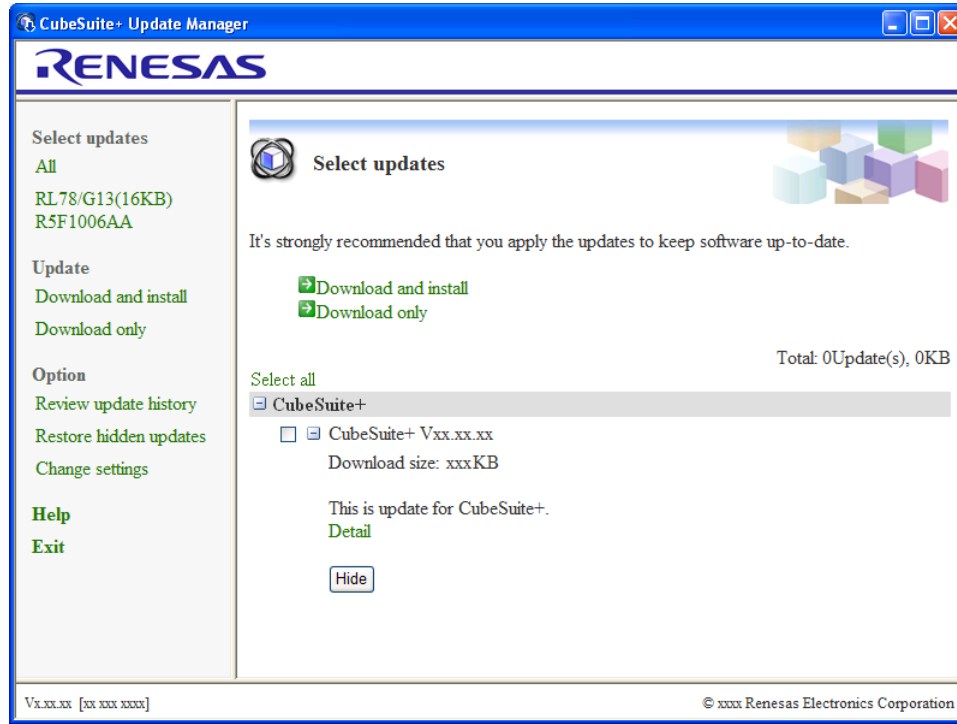 CubeSuite+ Update Manager
RENESAS
Select updates
All
RL78/G13(16KB)
R5F1006AA
Update
Download and install
Download only
Option
Review update history
Restore hidden updates
Change settings
Help
Exit
Select updates
It's strongly recommended that you apply the updates to keep software up-to-date.
Download and install
Download only
Total: 0Update(s), 0KB
Select all
CubeSuite+
CubeSuite+ Vxx.xx.xx
Download size: xxxKB
This is update for CubeSuite+.
Detail
Hide
Vx.xx.xx [xx xxx xxxx]
© xxxx Renesas Electronics Corporation